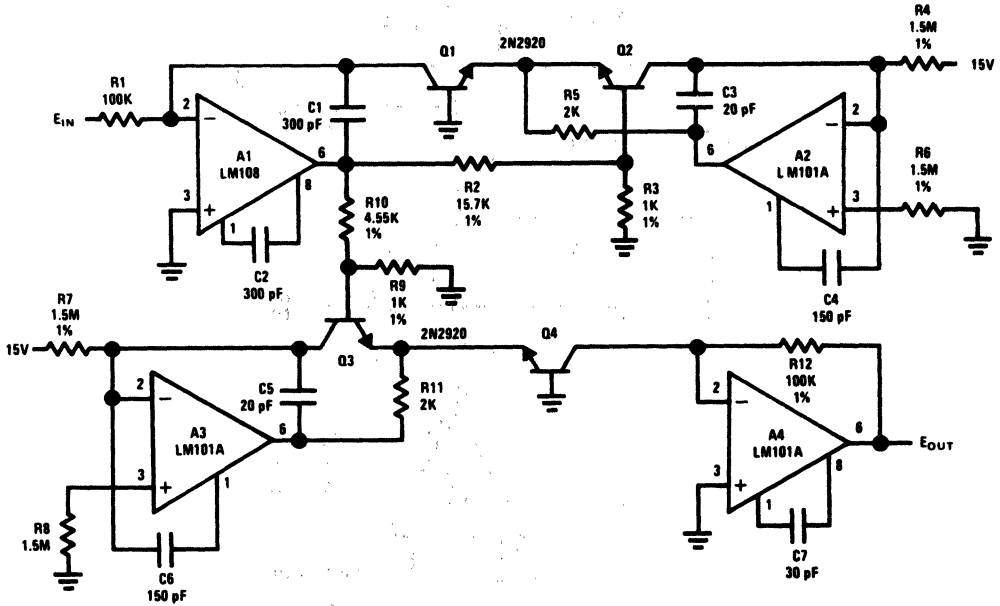 R4
1.5M
1%
15V
Q1
2N2920
Q2
R1
100K
E_IN
2
−
C1
300 pF
R5
2K
C3
20 pF
2
−
A1
LM108
6
8
6
A2
LM101A
R6
1.5M
1%
3
+
1
C2
300 pF
R10
4.55K
1%
R2
15.7K
1%
R3
1K
1%
1
+
3
C4
150 pF
R9
1K
1%
R7
1.5M
1%
15V
Q3
2N2920
Q4
2
−
C5
20 pF
R11
2K
R12
100K
1%
2
−
A3
LM101A
6
A4
LM101A
6
E_OUT
3
+
1
3
+
1
8
R8
1.5M
C6
150 pF
C7
30 pF